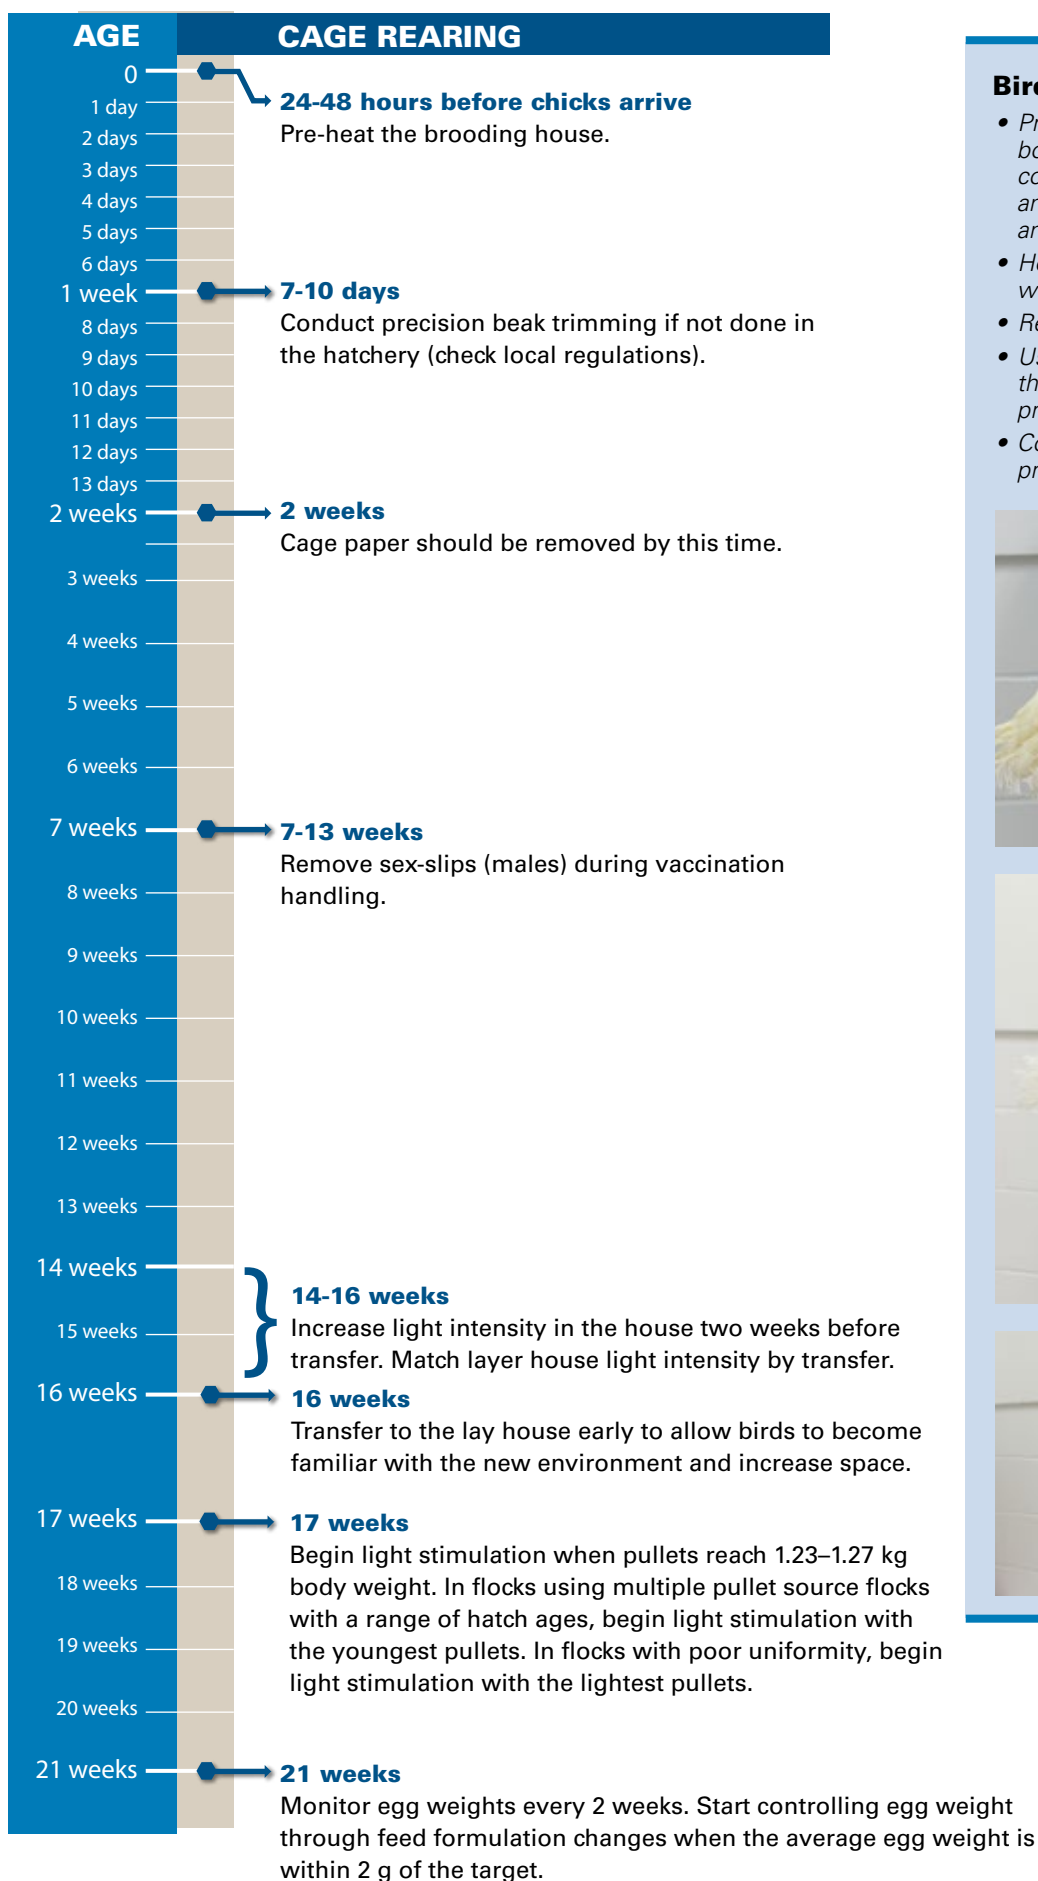 AGE
CAGE REARING
0
1 day
2 days
3 days
4 days
5 days
6 days
1 week
8 days
9 days
10 days
11 days
12 days
13 days
2 weeks
3 weeks
4 weeks
5 weeks
6 weeks
7 weeks
8 weeks
9 weeks
10 weeks
11 weeks
12 weeks
13 weeks
14 weeks
15 weeks
16 weeks
17 weeks
18 weeks
19 weeks
20 weeks
21 weeks
24-48 hours before chicks arrive
Pre-heat the brooding house.
7-10 days
Conduct precision beak trimming if not done in
the hatchery (check local regulations).
2 weeks
Cage paper should be removed by this time.
7-13 weeks
Remove sex-slips (males) during vaccination
handling.
}
14-16 weeks
Increase light intensity in the house two weeks before
transfer. Match layer house light intensity by transfer.
16 weeks
Transfer to the lay house early to allow birds to become
familiar with the new environment and increase space.
17 weeks
Begin light stimulation when pullets reach 1.23–1.27 kg
body weight. In flocks using multiple pullet source flocks
with a range of hatch ages, begin light stimulation with
the youngest pullets. In flocks with poor uniformity, begin
light stimulation with the lightest pullets.
21 weeks
Monitor egg weights every 2 weeks. Start controlling egg weight
through feed formulation changes when the average egg weight is
within 2 g of the target.